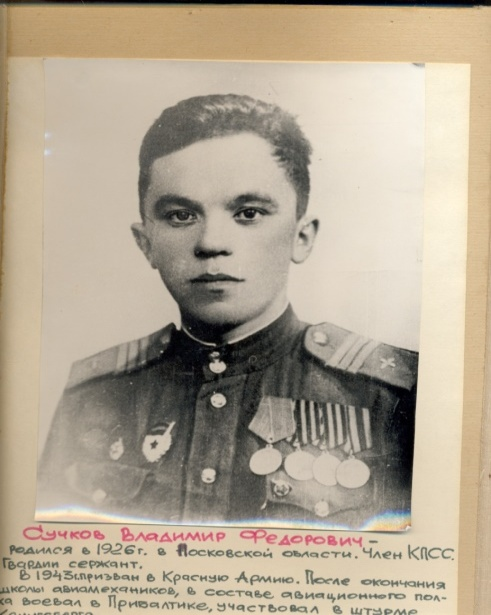 Сучков Владимир Федорович –
родился в 1926г. в Московской области. Член КПСС.
Гвардии сержант.
В 1943г. призван в Красную Армию. После окончания
школы авиамехаников, в составе авиационного пол-
ка воевал в Прибалтике, участвовал в штурме